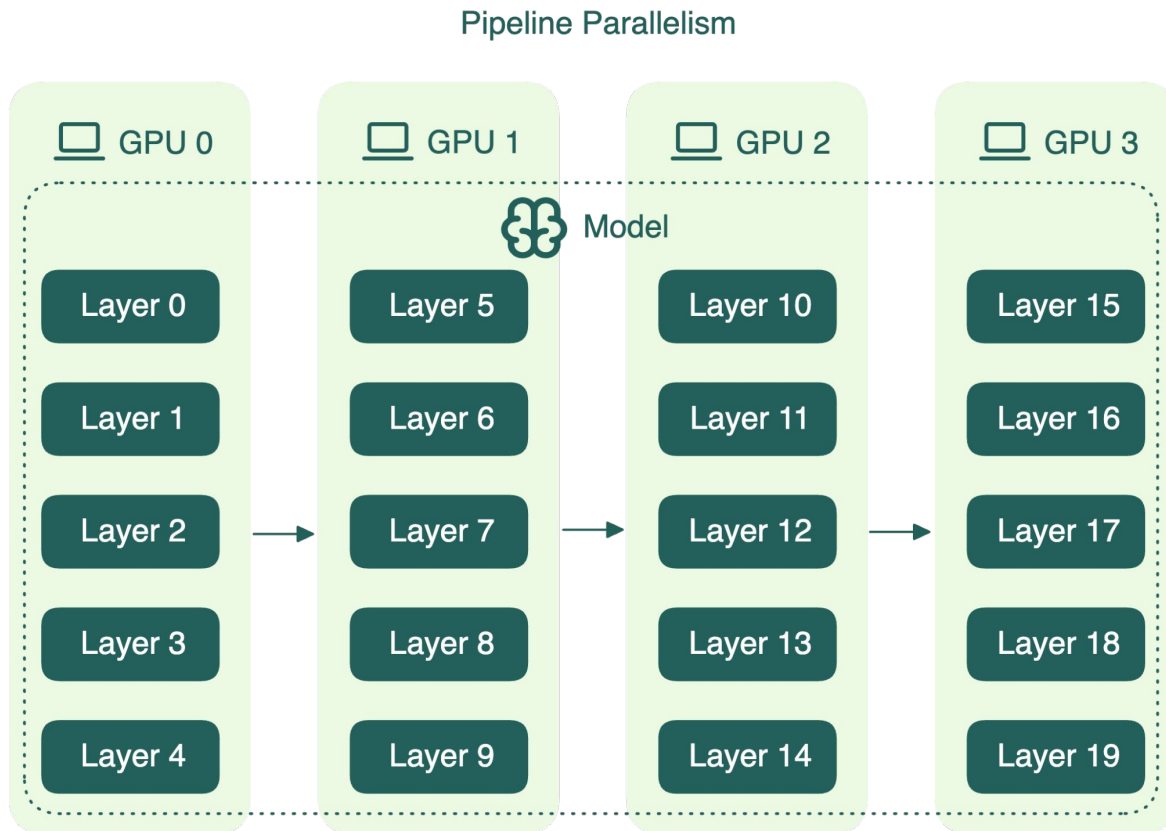 Pipeline Parallelism
GPU 0
GPU 1
GPU 2
GPU 3
Model
Layer 0
Layer 5
Layer 10
Layer 15
Layer 1
Layer 6
Layer 11
Layer 16
Layer 2
Layer 7
Layer 12
Layer 17
Layer 3
Layer 8
Layer 13
Layer 18
Layer 4
Layer 9
Layer 14
Layer 19